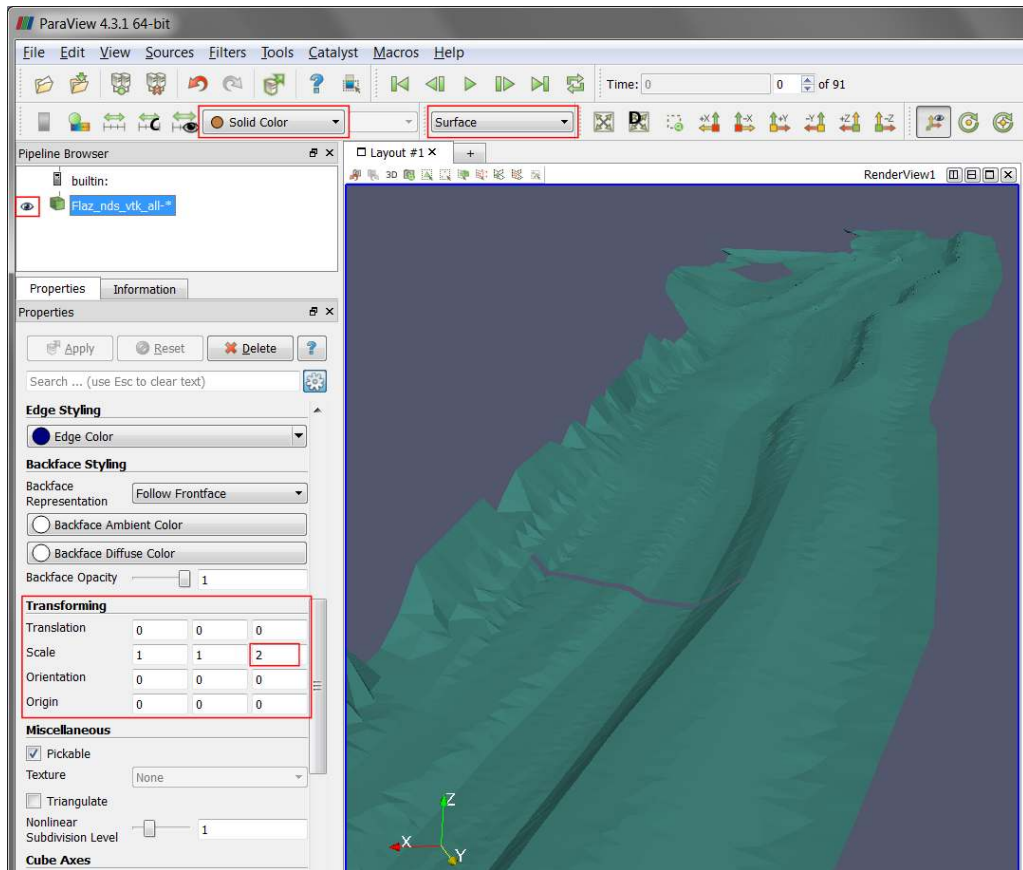 ParaView 4.3.1 64-bit
File Edit View Sources Filters Tools Catalyst Macros Help
Time: 0 0 of 91
Solid Color Surface +X -X +Y -Y +Z -Z
Pipeline Browser
Layout #1 × +
builtin:
3D RenderView1
Flaz_nds_vtk_all-*
Properties Information
Properties
Apply Reset Delete ?
Search ... (use Esc to clear text)
Edge Styling
Edge Color
Backface Styling
Backface
Representation Follow Frontface
Backface Ambient Color
Backface Diffuse Color
Backface Opacity 1
Transforming
Translation 0 0 0
Scale 1 1 2
Orientation 0 0 0
Origin 0 0 0
Miscellaneous
Pickable
Texture None
Triangulate
Nonlinear
Subdivision Level 1
Cube Axes
Z
X
Y